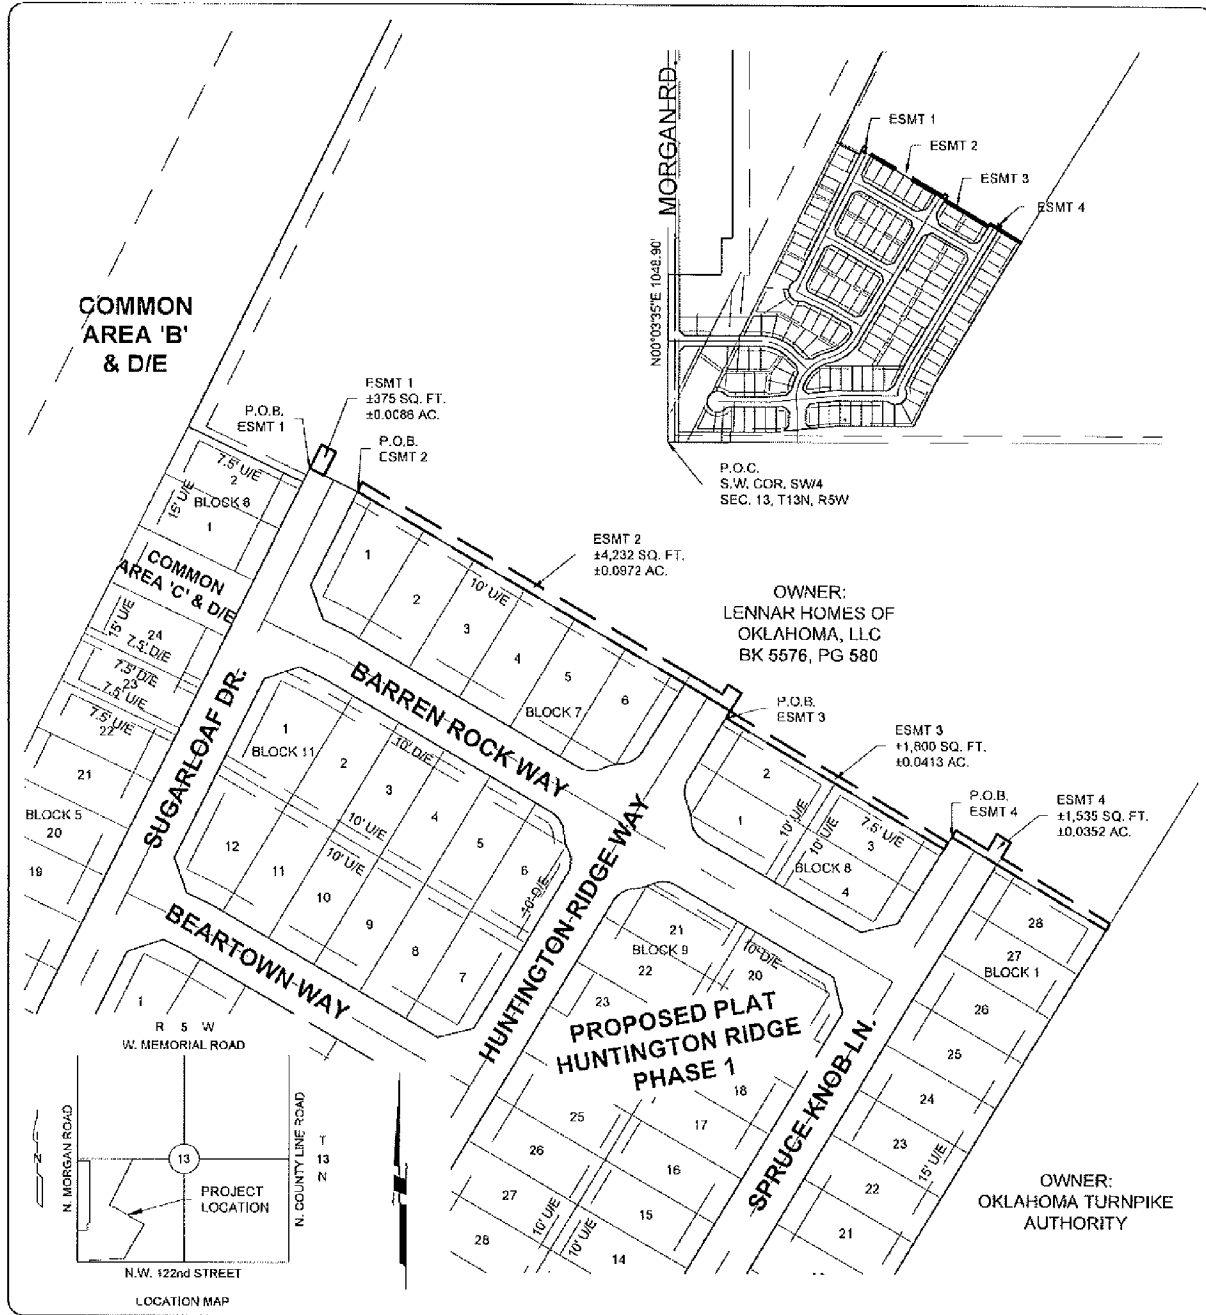 MORGAN RD
N00°03'35"E 1048.90'
ESMT 1
ESMT 2
ESMT 3
ESMT 4
P.O.C.
S.W. COR. SW/4
SEC. 13, T13N, R5W
COMMON
AREA 'B'
& D/E
ESMT 1
±375 SQ. FT.
±0.0086 AC.
P.O.B.
ESMT 1
P.O.B.
ESMT 2
7.5' U/E
2
15' U/E
BLOCK 6
1
COMMON
AREA 'C' & D/E
15' U/E
24
7.5' D/E
7.5' D/E
23
7.5' U/E
7.5' U/E
22
21
BLOCK 5
20
19
SUGARLOAF DR.
ESMT 2
±4,232 SQ. FT.
±0.0972 AC.
OWNER:
LENNAR HOMES OF
OKLAHOMA, LLC
BK 5576, PG 580
1
2
10' U/E
3
4
5
6
BLOCK 7
BARREN ROCK WAY
P.O.B.
ESMT 3
ESMT 3
±1,800 SQ. FT.
±0.0413 AC.
P.O.B.
ESMT 4
ESMT 4
±1,535 SQ. FT.
±0.0352 AC.
1
BLOCK 11
2
10' D/E
3
4
5
6
10' U/E
10' U/E
10' D/E
12
11
10
9
8
7
BEARTOWN WAY
1
HUNTINGTON RIDGE WAY
2
1
10' U/E
10' U/E
7.5' U/E
3
BLOCK 8
4
21
BLOCK 9
22
10' D/E
20
23
PROPOSED PLAT
HUNTINGTON RIDGE
PHASE 1
18
25
17
26
16
27
15
10' U/E
10' U/E
28
14
SPRUCE KNOB LN.
28
27
BLOCK 1
26
25
24
23
15' U/E
22
21
OWNER:
OKLAHOMA TURNPIKE
AUTHORITY
R 5 W
W. MEMORIAL ROAD
N. MORGAN ROAD
N
13
N. COUNTY LINE ROAD
T
13
N
PROJECT
LOCATION
N.W. 122nd STREET
LOCATION MAP